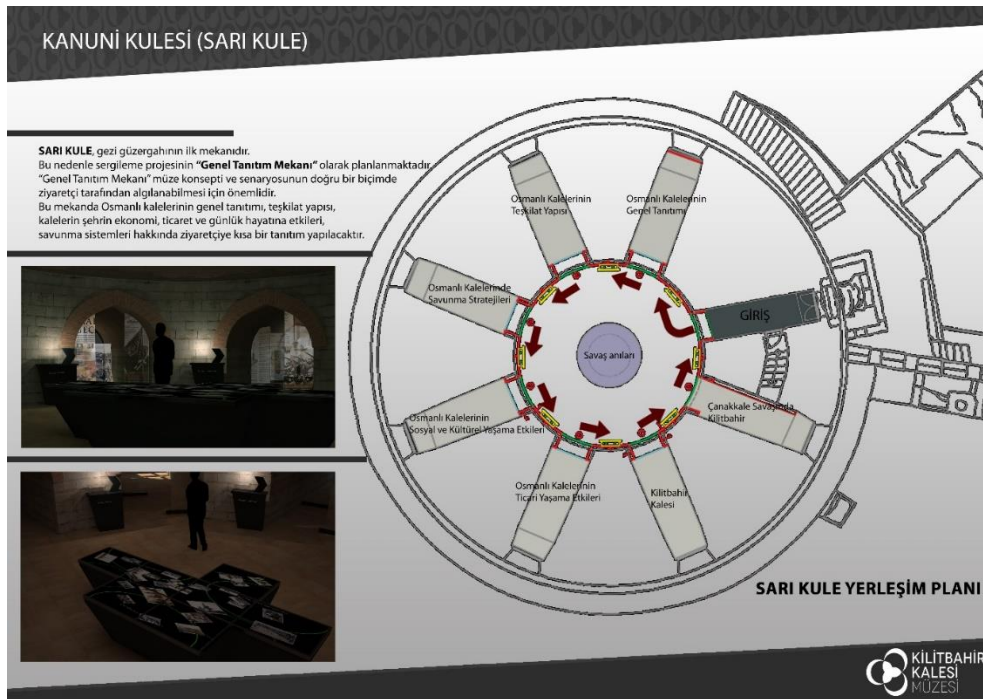 KANUNİ KULESİ (SARI KULE)
SARI KULE, gezi güzergahının ilk mekanıdır.
Bu nedenle sergileme projesinin "Genel Tanıtım Mekanı" olarak planlanmaktadır.
"Genel Tanıtım Mekanı" müze konsepti ve senaryosunun doğru bir biçimde
ziyaretçi tarafından algılanabilmesi için önemlidir.
Bu mekanda Osmanlı kalelerinin genel tanıtımı, teşkilat yapısı,
kalelerin şehrin ekonomi, ticaret ve günlük hayatına etkileri,
savunma sistemleri hakkında ziyaretçiye kısa bir tanıtım yapılacaktır.
Osmanlı Kalelerinin
Teşkilat Yapısı
Osmanlı Kalelerinin
Genel Tanıtımı
Osmanlı Kalelerinde
Savunma Stratejileri
GİRİŞ
Savaş anıları
Osmanlı Kalelerinin
Sosyal ve Kültürel Yaşama Etkileri
Çanakkale Savaşında
Kilitbahir
Osmanlı Kalelerinin
Ticari Yaşama Etkileri
Kilitbahir
Kalesi
SARI KULE YERLEŞİM PLANI
KİLİTBAHİR
KALESİ
MÜZESİ